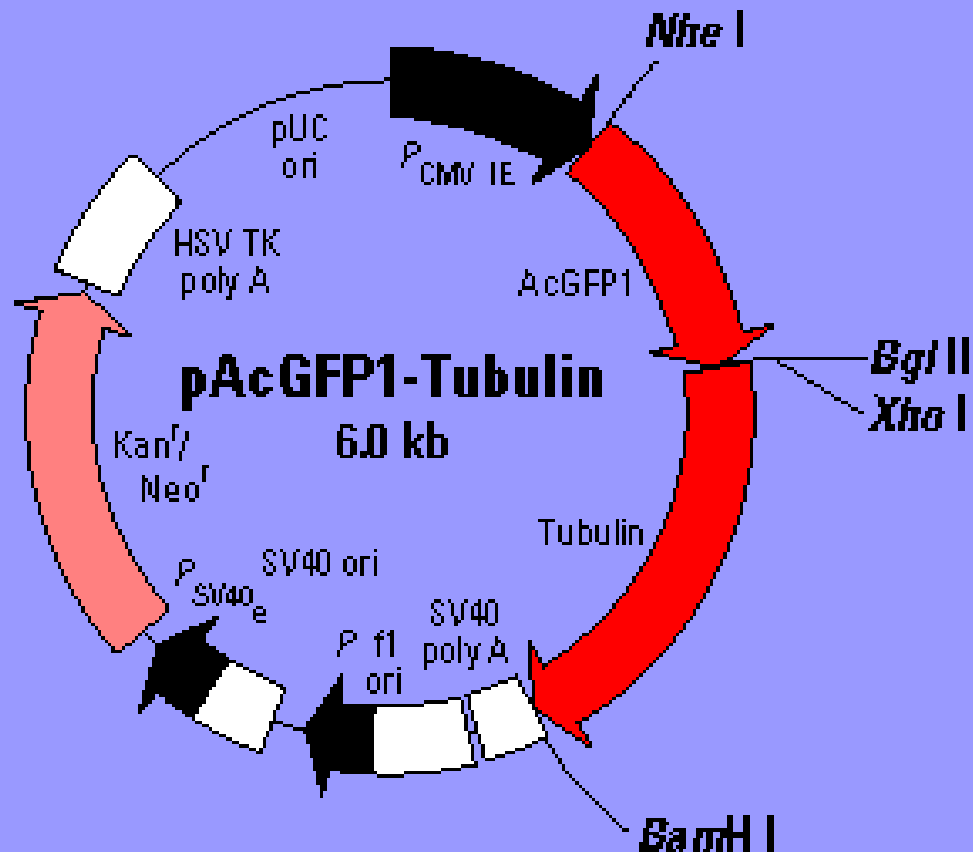 Nhe I
pUC
ori
P CMV IE
HSV TK
poly A
AcGFP1
pAcGFP1-Tubulin
6.0 kb
Bgl II
Xho I
Kanʳ/
Neoʳ
Tubulin
SV40 ori
P SV40e
SV40
poly A
P f1
ori
BamH I